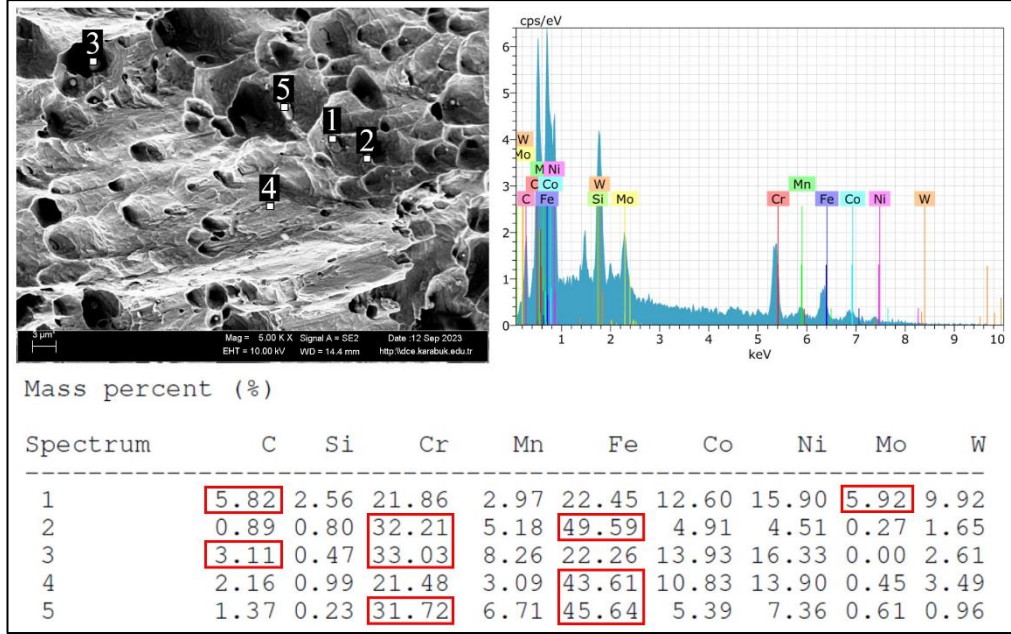 3
5
1
2
4
3 µm*
Mag = 5.00 K X Signal A = SE2 Date :12 Sep 2023
EHT = 10.00 kV WD = 14.4 mm http:\\dce.karabuk.edu.tr
cps/eV
6
5
4
3
2
1
0
W
Mo
M Ni
C Co
C Fe
W
Si Mo
Mn
Cr Fe Co Ni W
1 2 3 4 5 6 7 8 9 10
keV
Mass percent (%)
Spectrum C Si Cr Mn Fe Co Ni Mo W
1 5.82 2.56 21.86 2.97 22.45 12.60 15.90 5.92 9.92
2 0.89 0.80 32.21 5.18 49.59 4.91 4.51 0.27 1.65
3 3.11 0.47 33.03 8.26 22.26 13.93 16.33 0.00 2.61
4 2.16 0.99 21.48 3.09 43.61 10.83 13.90 0.45 3.49
5 1.37 0.23 31.72 6.71 45.64 5.39 7.36 0.61 0.96